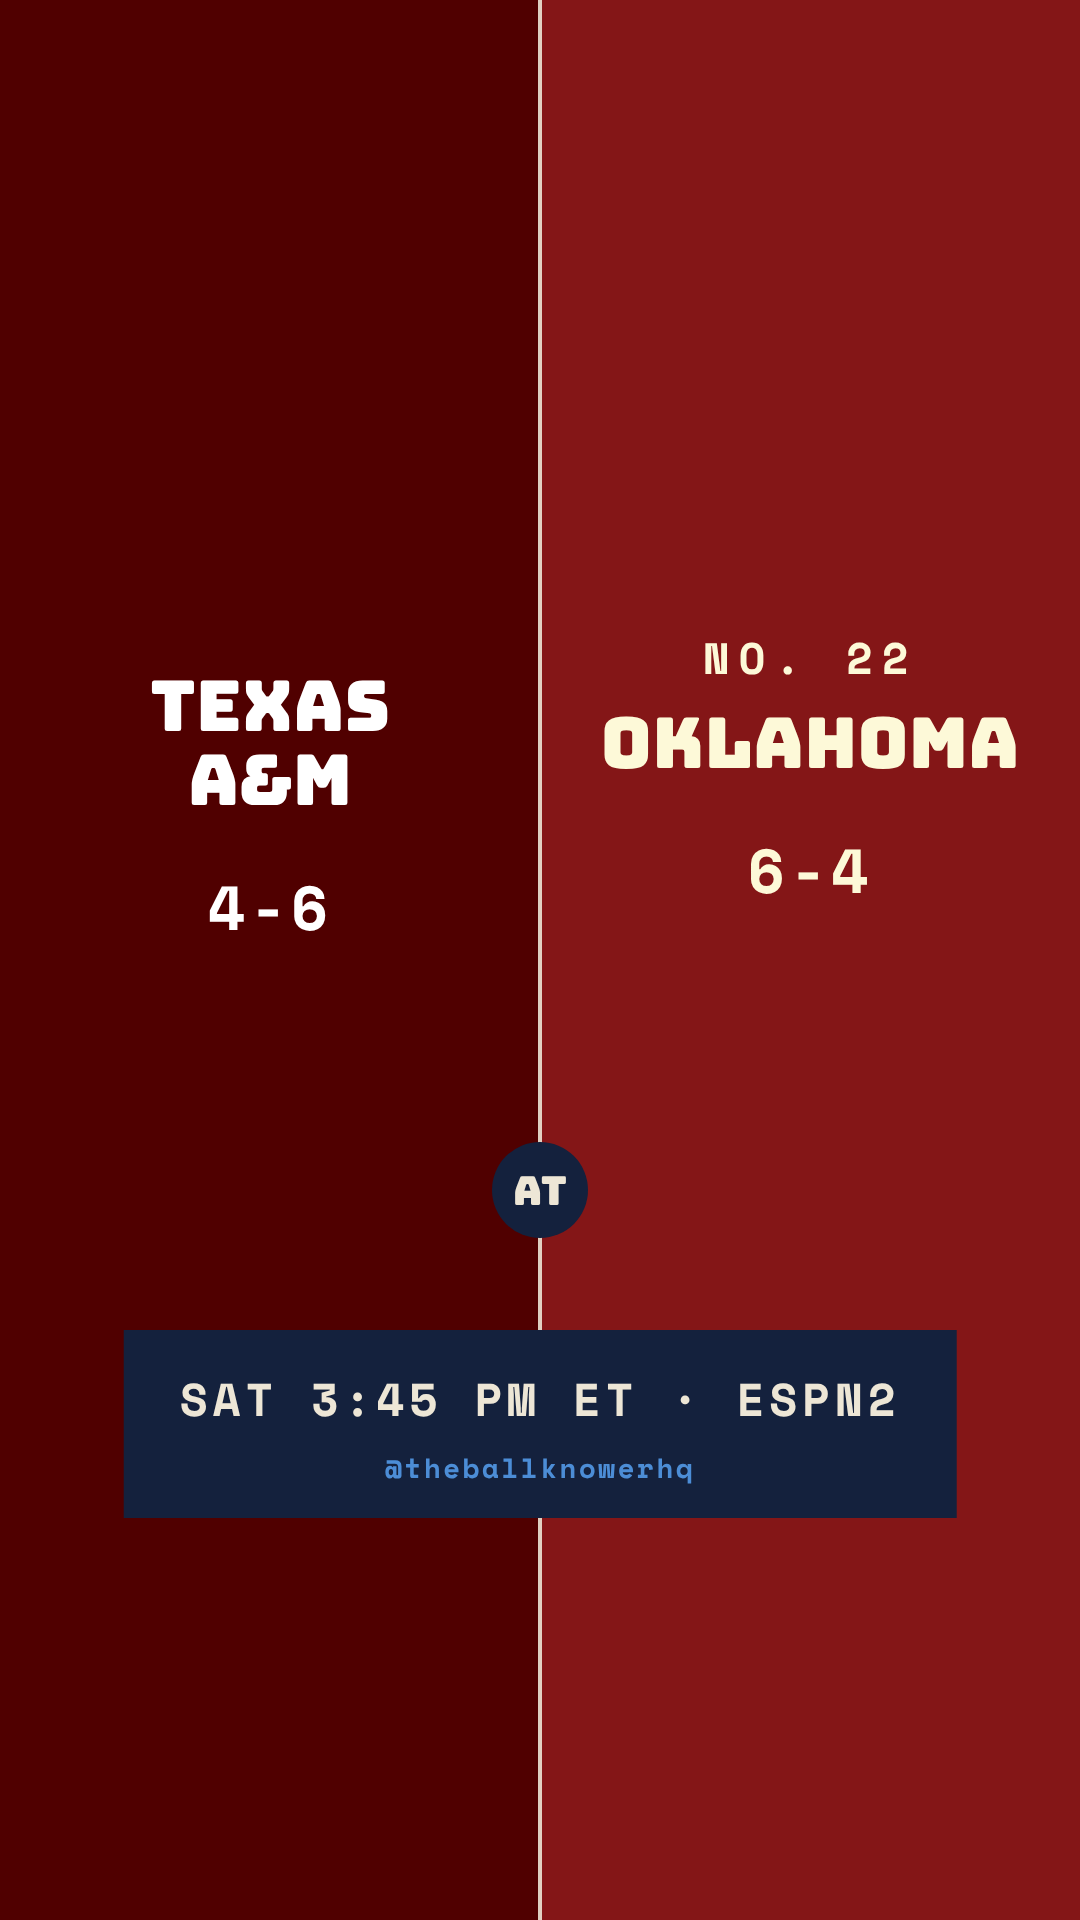 TEXAS
A&M
4-6
NO. 22
OKLAHOMA
6-4
AT
SAT 3:45 PM ET · ESPN2
@theballknowerhq